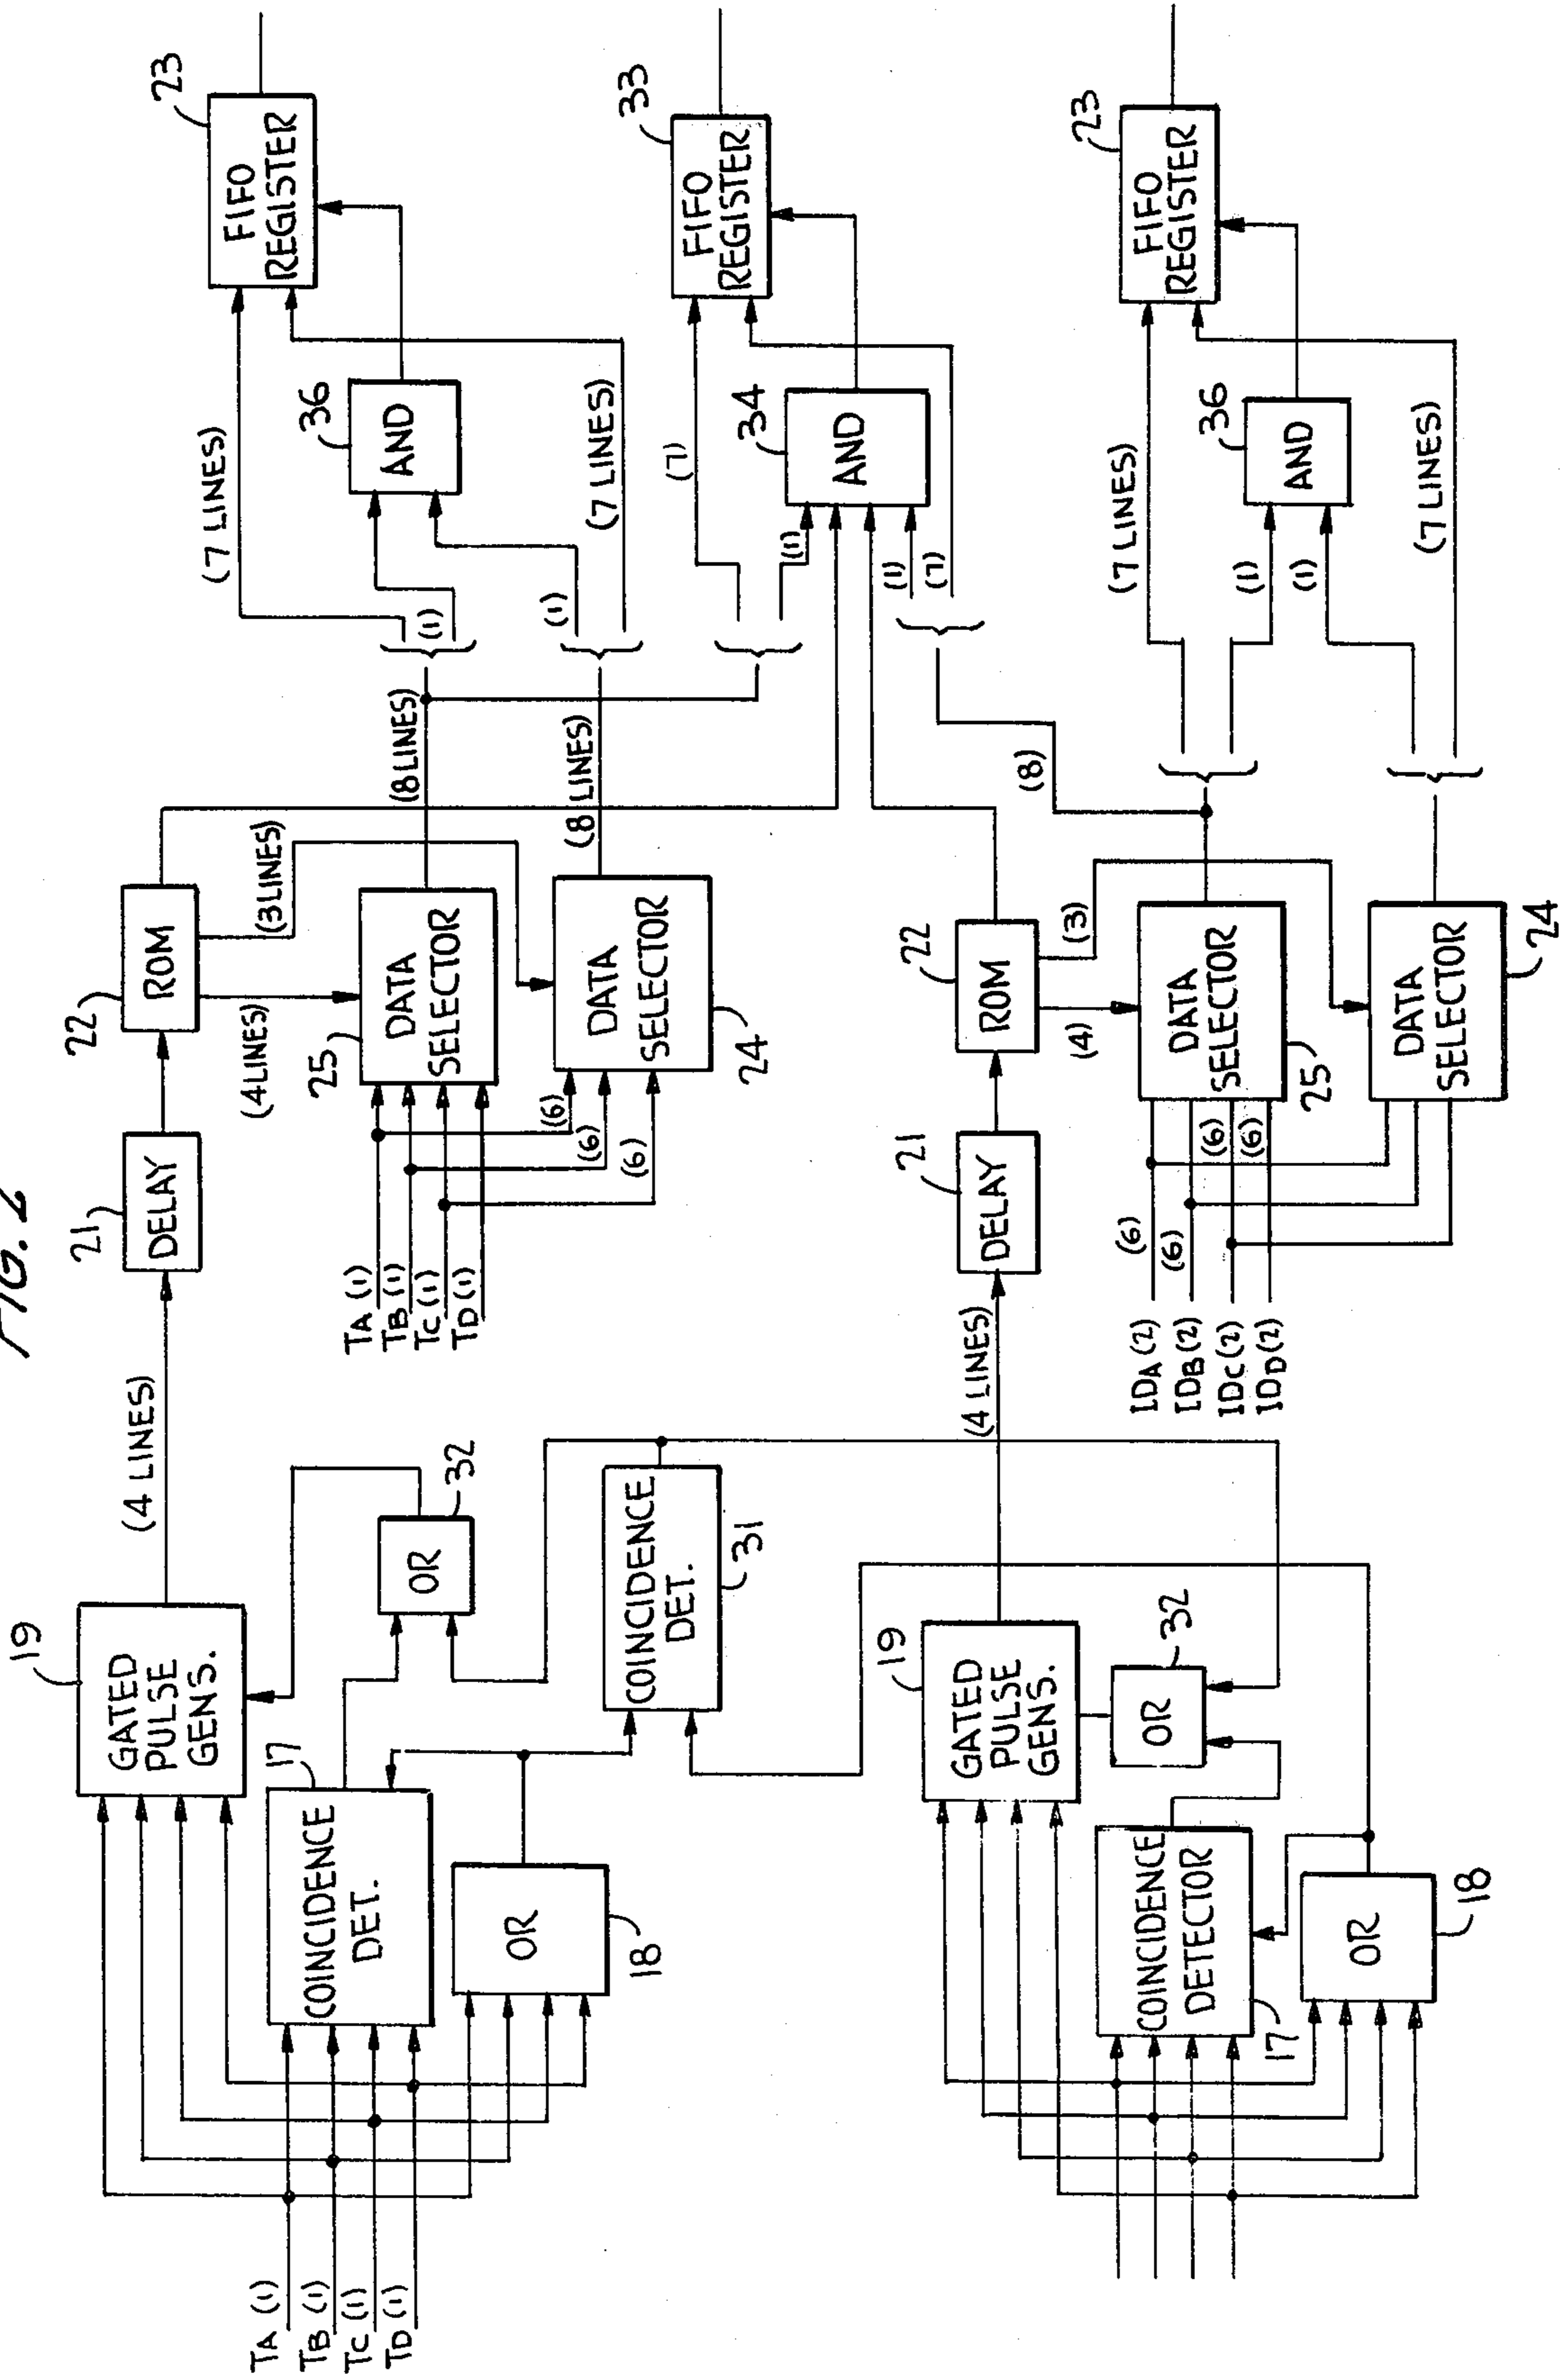 FIG. 2
TA (1)
TB (1)
TC (1)
TD (1)
19
GATED
PULSE
GENS.
17
COINCIDENCE
DET.
OR
18
OR
32
COINCIDENCE
DET.
31
(4 LINES)
21
DELAY
22
ROM
(4 LINES)
(3 LINES)
TA (1)
TB (1)
TC (1)
TD (1)
25
DATA
SELECTOR
(6)
(6)
(6)
DATA
SELECTOR
24
(8 LINES)
(8 LINES)
(7 LINES)
(1)
(1)
(7 LINES)
36
AND
23
FIFO
REGISTER
(7)
(1)
(1)
(7)
34
AND
33
FIFO
REGISTER
19
GATED
PULSE
GENS.
32
OR
COINCIDENCE
DETECTOR
17
OR
18
(4 LINES)
21
DELAY
22
ROM
(4)
(3)
(8)
IDA (2)
IDB (2)
IDC (2)
IDD (2)
(6)
(6)
(6)
(6)
DATA
SELECTOR
25
DATA
SELECTOR
24
(7 LINES)
(1)
(1)
(7 LINES)
36
AND
23
FIFO
REGISTER